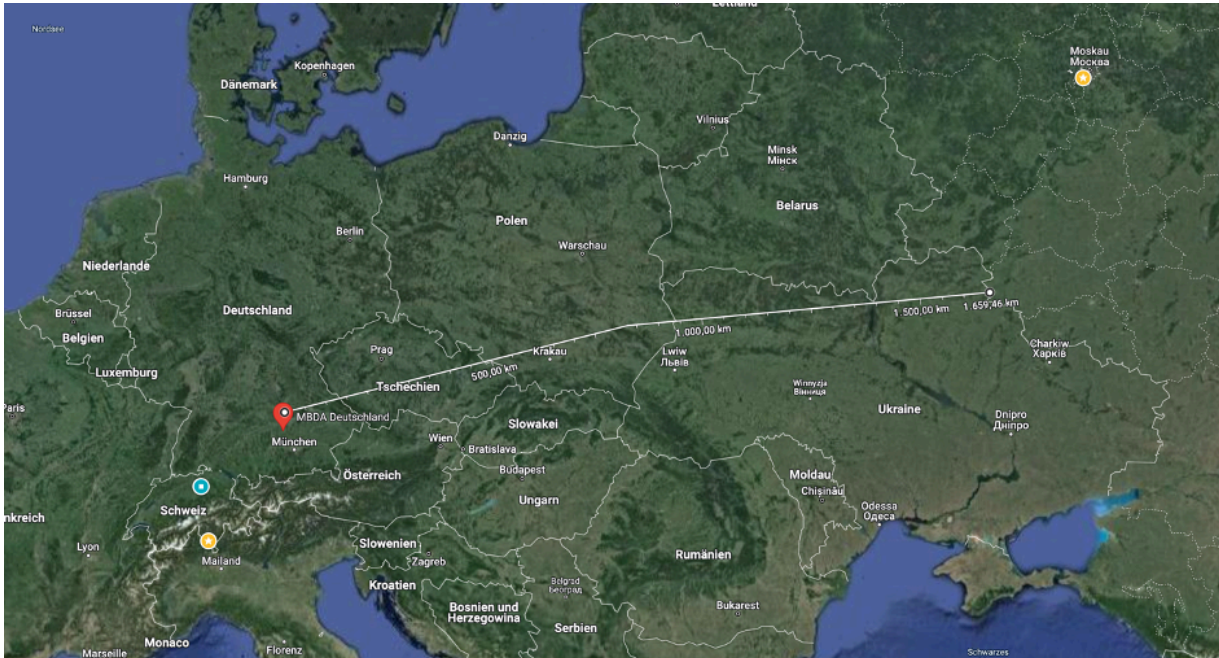 Lettland
Nordsee
Moskau
Москва
Kopenhagen
Dänemark
Vilnius
Danzig
Minsk
Мінск
Hamburg
Belarus
Polen
Berlin
Warschau
Niederlande
Deutschland
Brüssel
Belgien
1.500,00 km
1.659,46 km
1.000,00 km
Prag
Krakau
Lwiw
Львів
Charkiw
Харків
Luxemburg
500,00 km
Tschechien
Paris
MBDA Deutschland
Winnyzja
Вінниця
Ukraine
Dnipro
Дніпро
Slowakei
München
Wien
Bratislava
Österreich
Budapest
Moldau
Chișinău
Ungarn
Schweiz
nkreich
Odessa
Одеса
Lyon
Mailand
Slowenien
Zagreb
Rumänien
Kroatien
Belgrad
Београд
Bosnien und
Herzegowina
Bukarest
Serbien
Monaco
Florenz
Marseille
Schwarzes